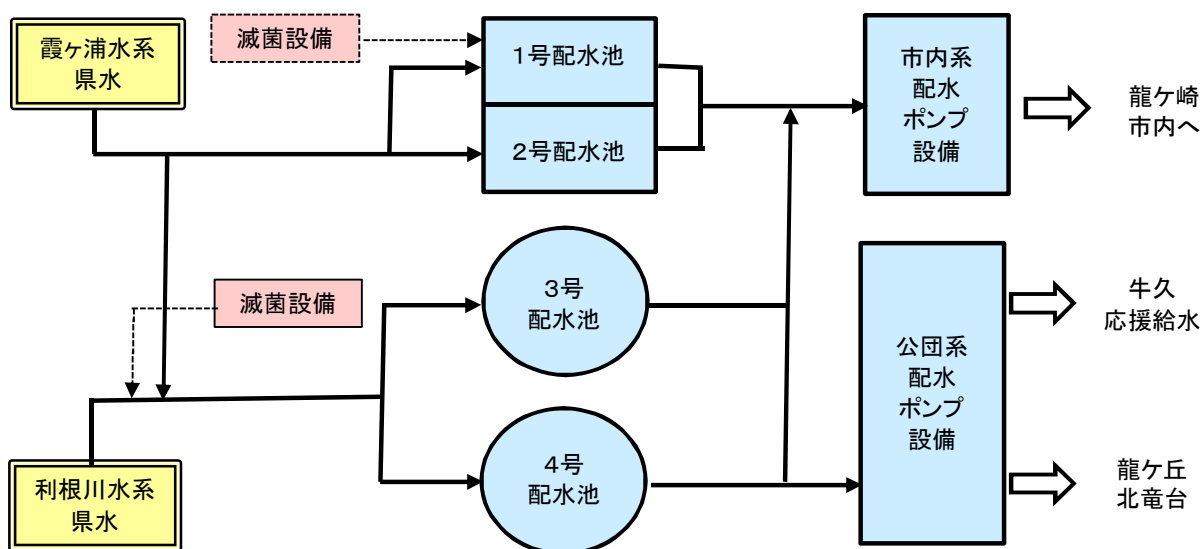 霞ヶ浦水系
県水
滅菌設備
1号配水池
2号配水池
市内系
配水
ポンプ
設備
龍ケ崎
市内へ
滅菌設備
3号
配水池
4号
配水池
公団系
配水
ポンプ
設備
牛久
応援給水
龍ケ丘
北竜台
利根川水系
県水